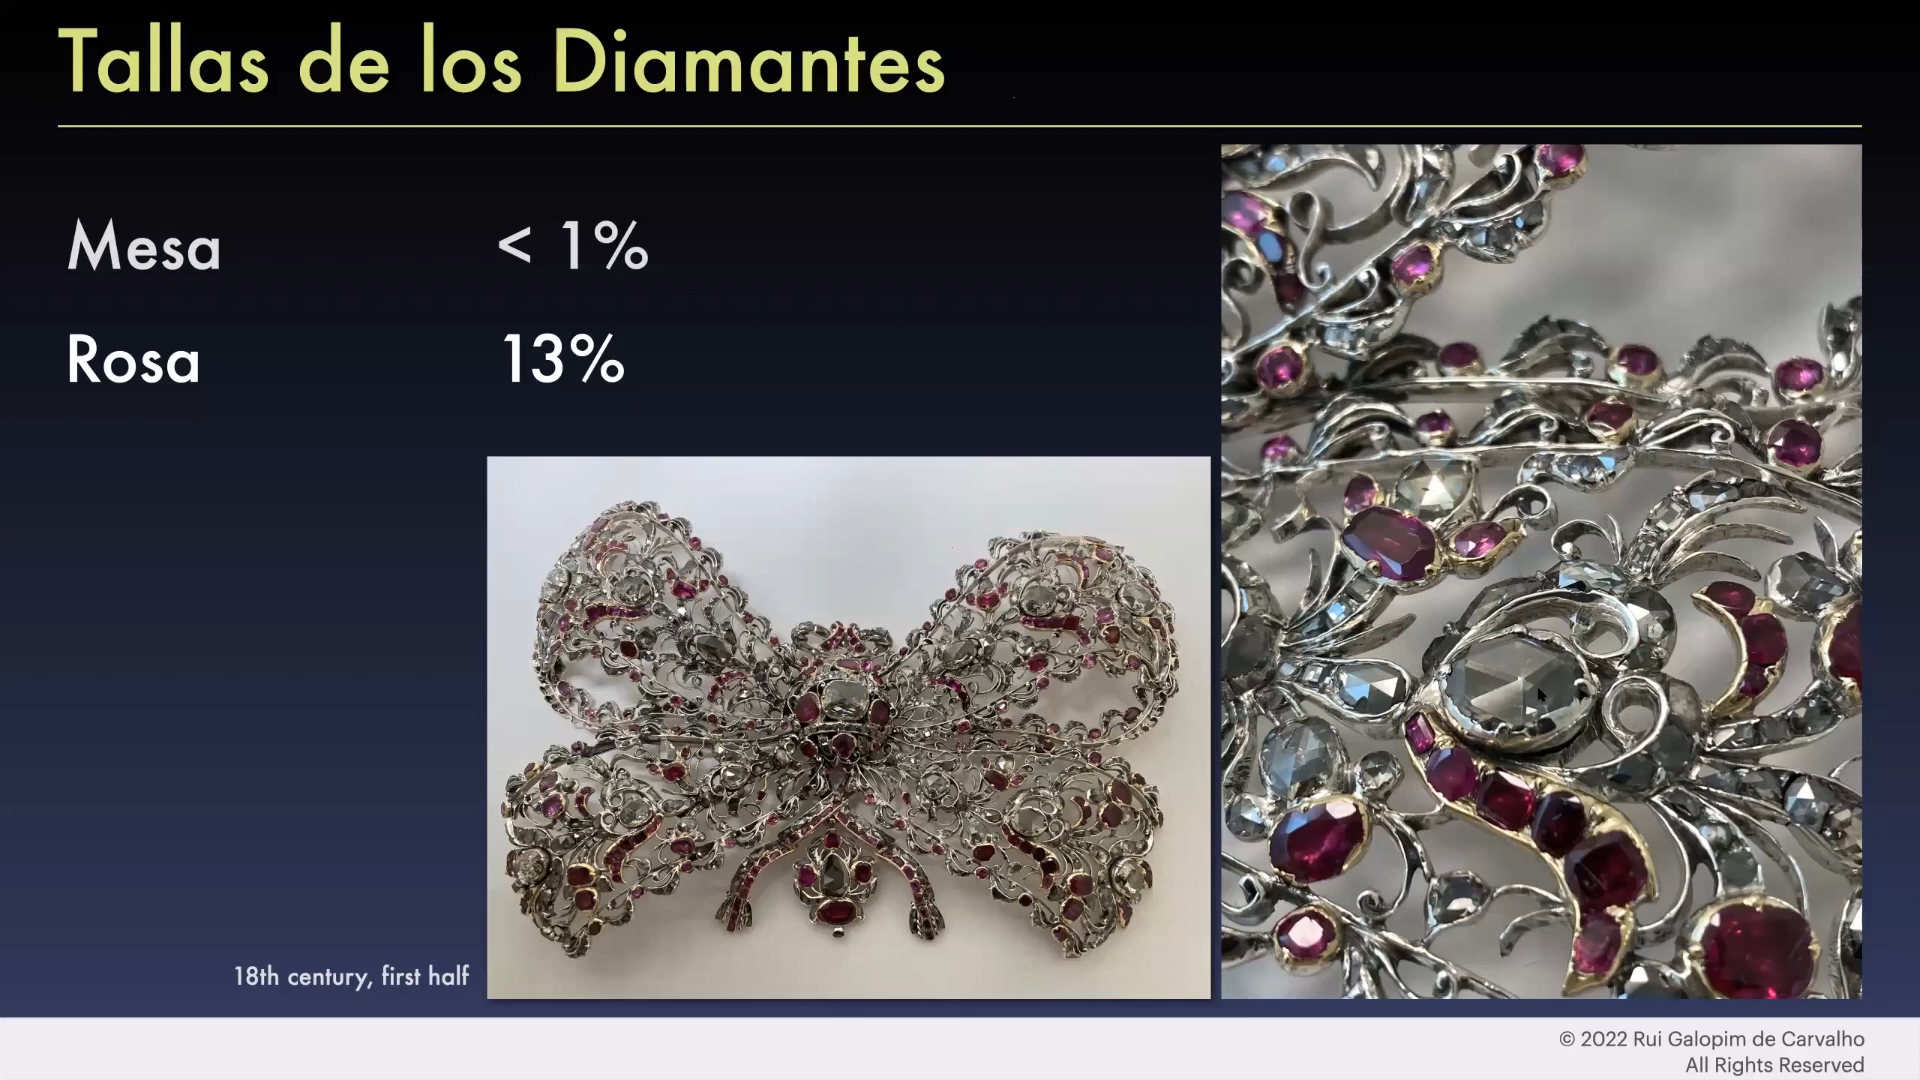 Tallas de los Diamantes
Mesa < 1%
Rosa 13%
18th century, first half
© 2022 Rui Galopim de Carvalho
All Rights Reserved